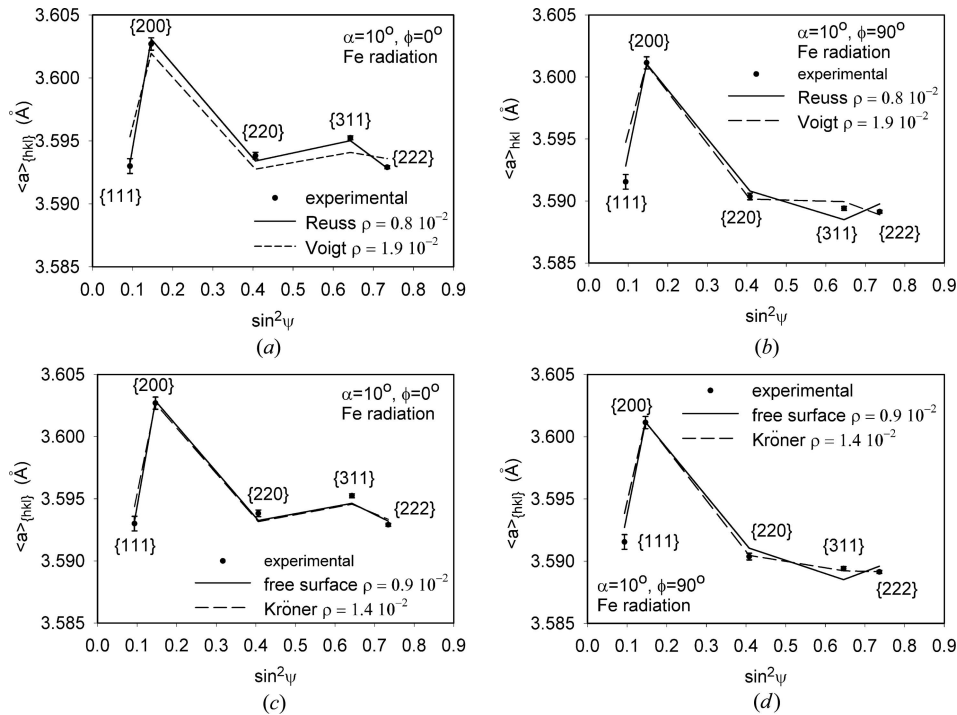 3.605
3.600
3.595
3.590
3.585
<a>{hkl} (Å)
{200}
{111}
{220}
{311}
{222}
α=10º, ϕ=0º
Fe radiation
experimental
Reuss ρ = 0.8 10⁻²
Voigt ρ = 1.9 10⁻²
0.0 0.1 0.2 0.3 0.4 0.5 0.6 0.7 0.8 0.9
sin²ψ
(a)
3.605
3.600
3.595
3.590
3.585
<a>hkl (Å)
{200}
{111}
{220}
{311}
{222}
α=10º, ϕ=90º
Fe radiation
experimental
Reuss ρ = 0.8 10⁻²
Voigt ρ = 1.9 10⁻²
0.0 0.1 0.2 0.3 0.4 0.5 0.6 0.7 0.8 0.9
sin²ψ
(b)
3.605
3.600
3.595
3.590
3.585
<a>{hkl} (Å)
{200}
{111}
{220}
{311}
{222}
α=10º, ϕ=0º
Fe radiation
experimental
free surface ρ = 0.9 10⁻²
Kröner ρ = 1.4 10⁻²
0.0 0.1 0.2 0.3 0.4 0.5 0.6 0.7 0.8 0.9
sin²ψ
(c)
3.605
3.600
3.595
3.590
3.585
<a>{hkl} (Å)
experimental
free surface ρ = 0.9 10⁻²
Kröner ρ = 1.4 10⁻²
{200}
{111}
{220}
{311}
{222}
α=10º, ϕ=90º
Fe radiation
0.0 0.1 0.2 0.3 0.4 0.5 0.6 0.7 0.8 0.9
sin²ψ
(d)